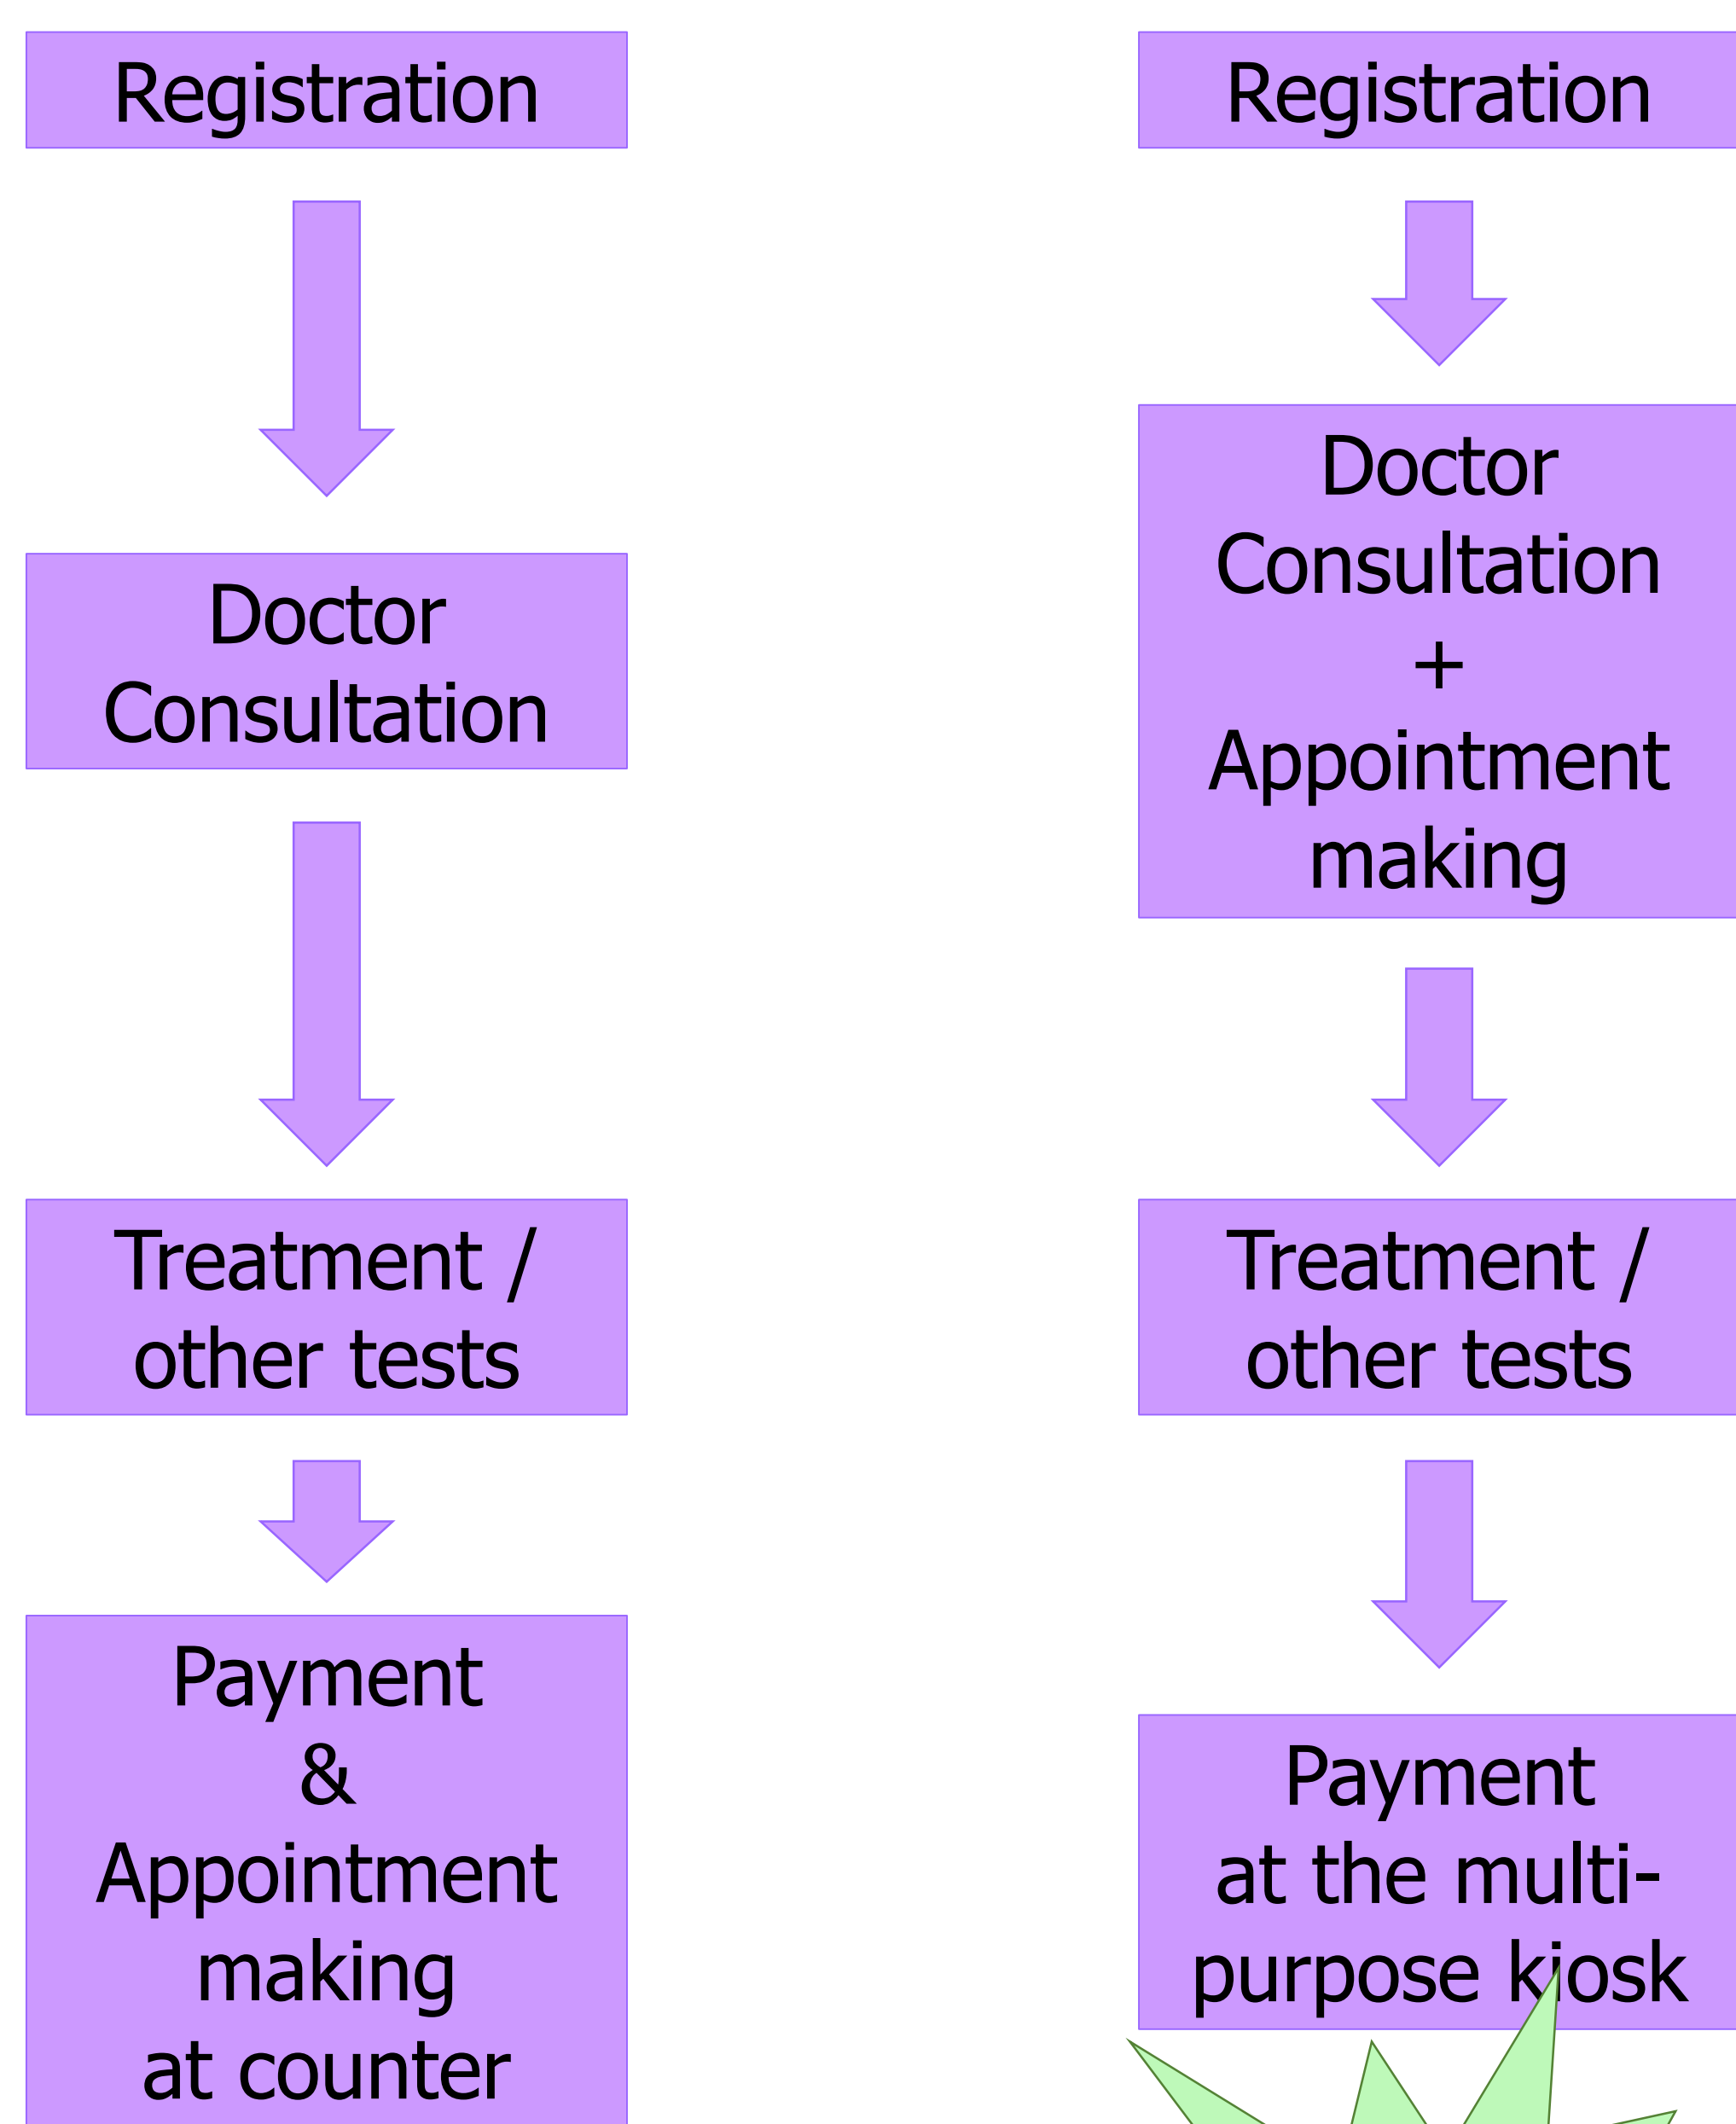 Registration
Doctor
Consultation
Treatment /
other tests
Payment
&
Appointment
making
at counter
Registration
Doctor
Consultation
+
Appointment
making
Treatment /
other tests
Payment
at the multi-
purpose kiosk